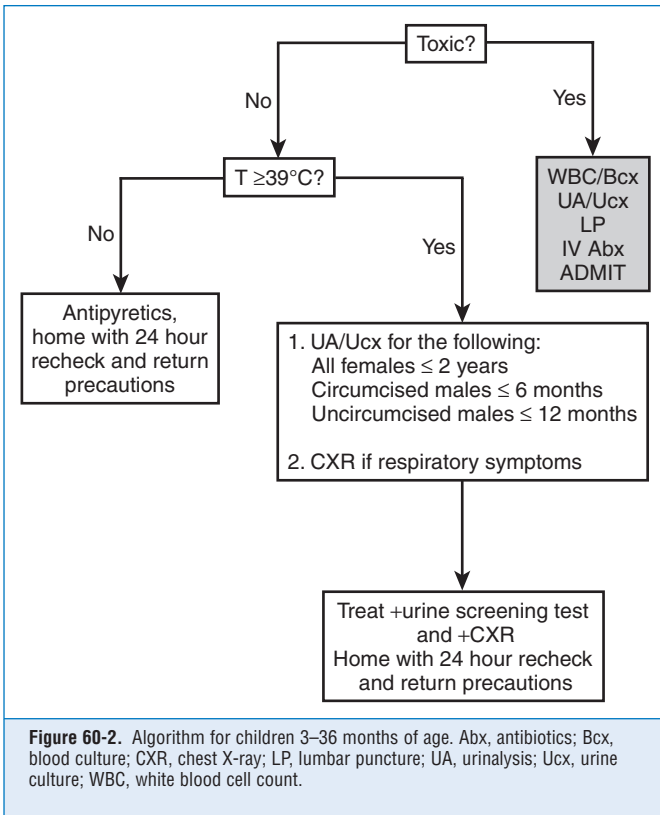 Toxic?
No
Yes
T ≥39°C?
WBC/Bcx
UA/Ucx
LP
IV Abx
ADMIT
No
Yes
Antipyretics,
home with 24 hour
recheck and return
precautions
1. UA/Ucx for the following:
All females ≤ 2 years
Circumcised males ≤ 6 months
Uncircumcised males ≤ 12 months
2. CXR if respiratory symptoms
Treat +urine screening test
and +CXR
Home with 24 hour recheck
and return precautions
Figure 60-2. Algorithm for children 3–36 months of age. Abx, antibiotics; Bcx,
blood culture; CXR, chest X-ray; LP, lumbar puncture; UA, urinalysis; Ucx, urine
culture; WBC, white blood cell count.